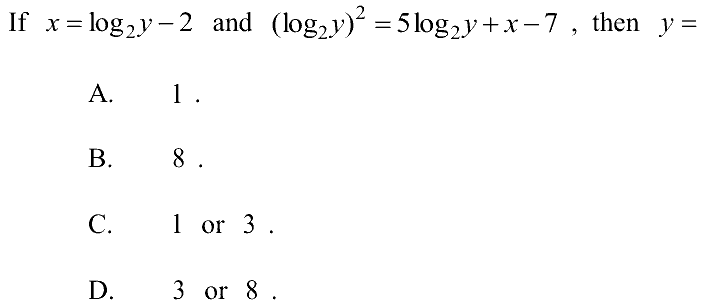 If x = log₂y − 2 and (log₂y)² = 5log₂y + x − 7 , then y =
A. 1 .
B. 8 .
C. 1 or 3 .
D. 3 or 8 .